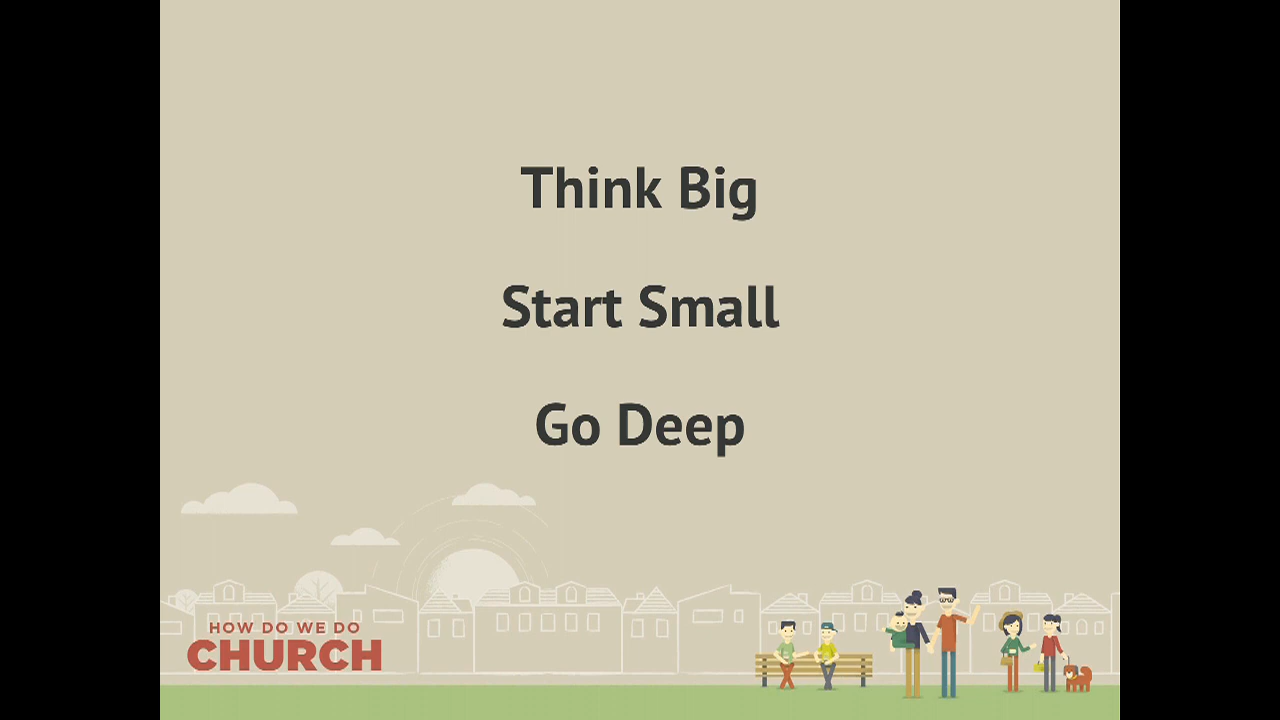 Think Big
Start Small
Go Deep
HOW DO WE DO
CHURCH